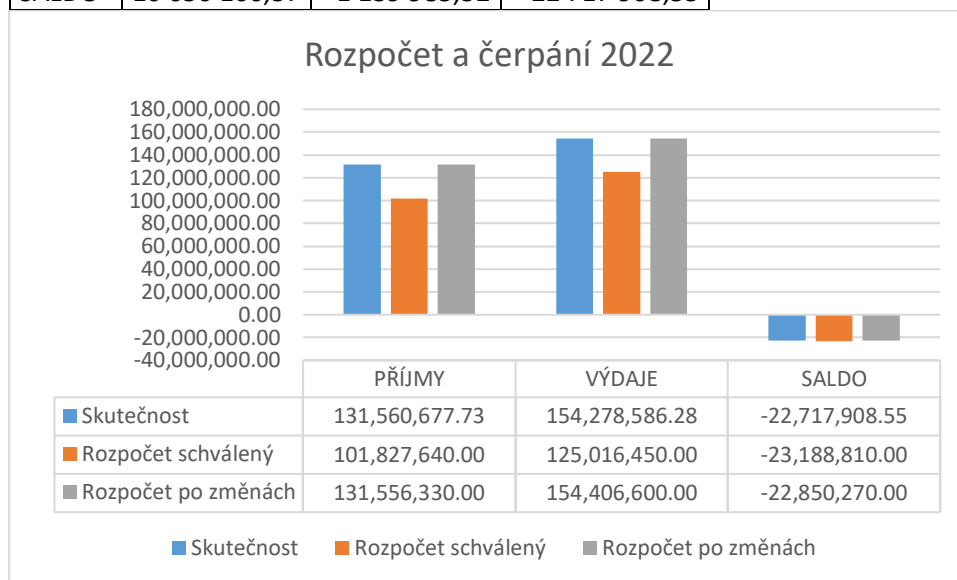 Rozpočet a čerpání 2022
180,000,000.00
160,000,000.00
140,000,000.00
120,000,000.00
100,000,000.00
80,000,000.00
60,000,000.00
40,000,000.00
20,000,000.00
0.00
-20,000,000.00
-40,000,000.00
PŘÍJMY VÝDAJE SALDO
Skutečnost 131,560,677.73 154,278,586.28 -22,717,908.55
Rozpočet schválený 101,827,640.00 125,016,450.00 -23,188,810.00
Rozpočet po změnách 131,556,330.00 154,406,600.00 -22,850,270.00
Skutečnost Rozpočet schválený Rozpočet po změnách